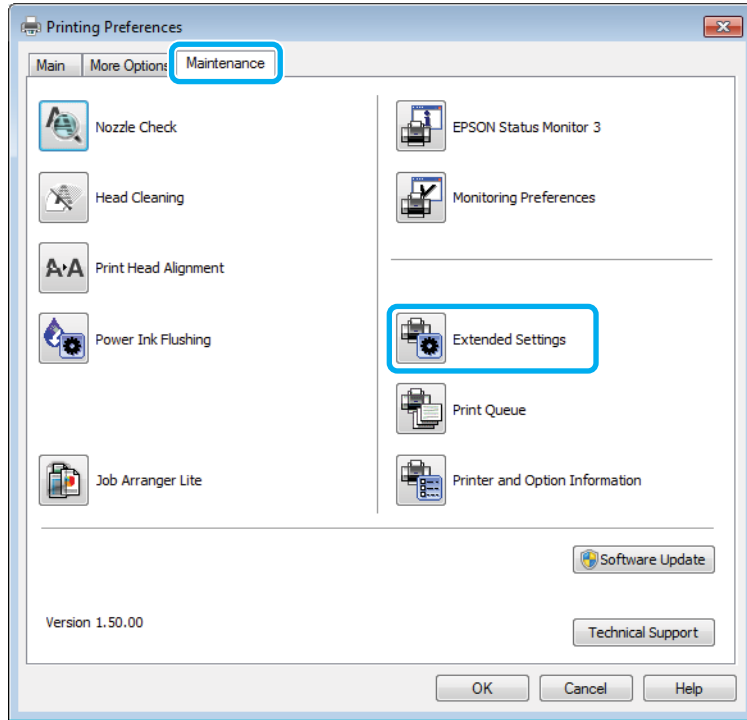 Printing Preferences
Main
More Options
Maintenance
Nozzle Check
Head Cleaning
A A Print Head Alignment
Power Ink Flushing
Job Arranger Lite
EPSON Status Monitor 3
Monitoring Preferences
Extended Settings
Print Queue
Printer and Option Information
Software Update
Version 1.50.00
Technical Support
OK
Cancel
Help